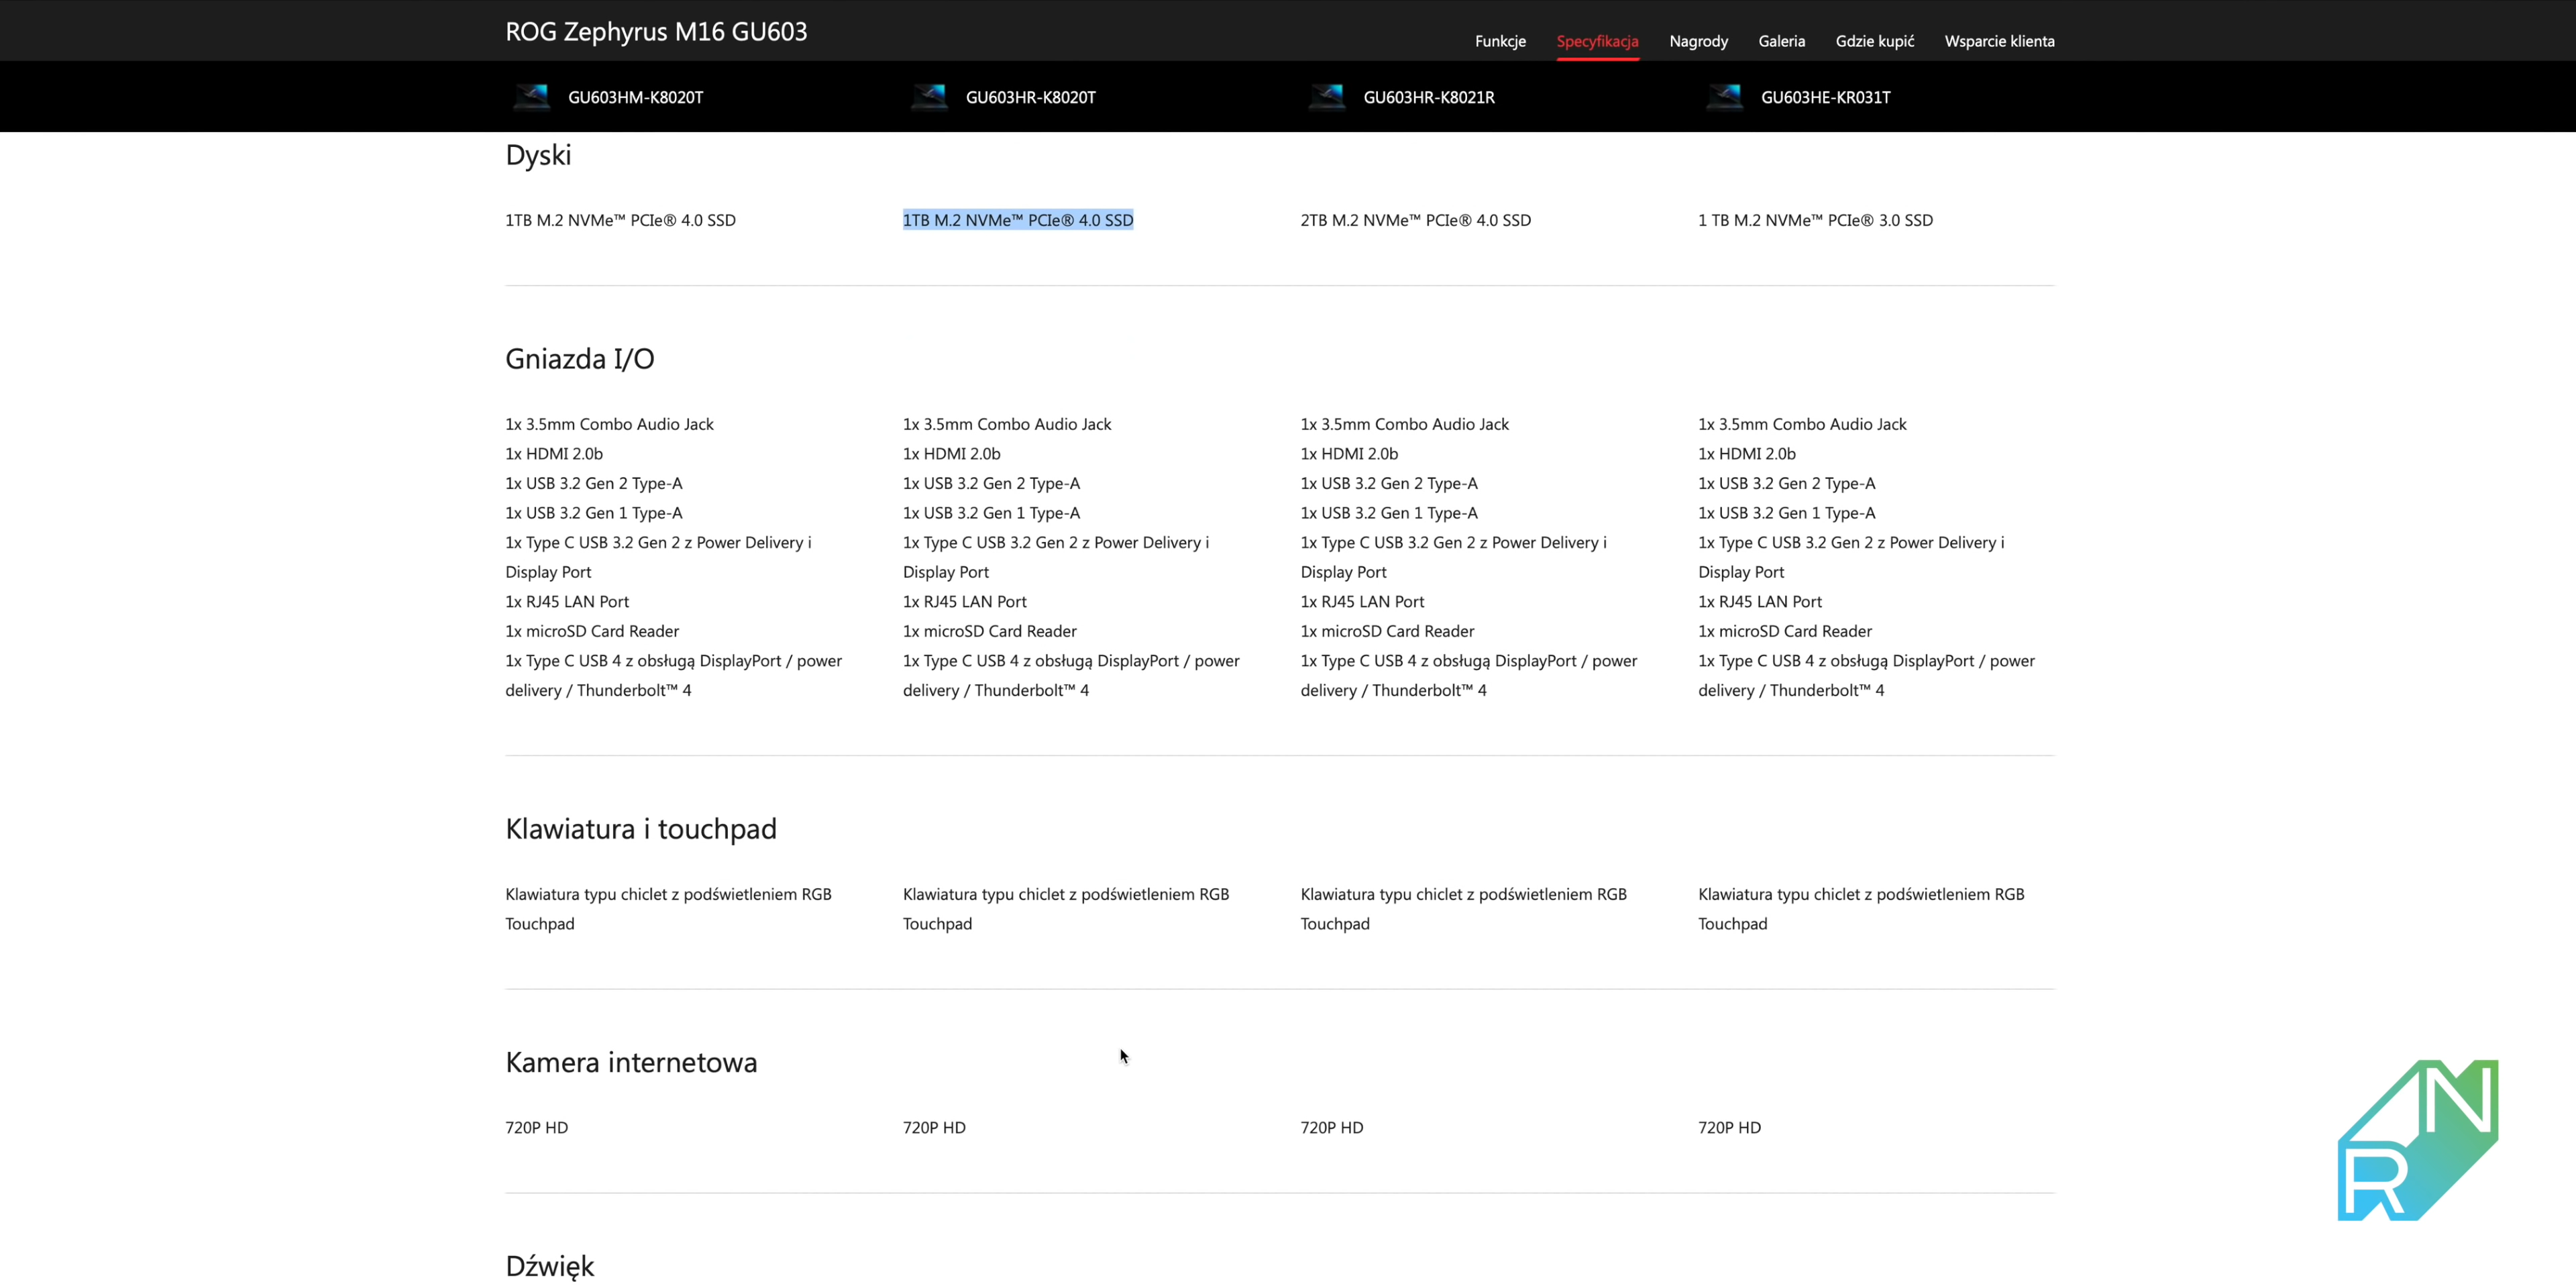 ROG Zephyrus M16 GU603
Funkcje Specyfikacja Nagrody Galeria Gdzie kupić Wsparcie klienta
GU603HM-K8020T GU603HR-K8020T GU603HR-K8021R GU603HE-KR031T
Dyski
1TB M.2 NVMe™ PCIe® 4.0 SSD 1TB M.2 NVMe™ PCIe® 4.0 SSD 2TB M.2 NVMe™ PCIe® 4.0 SSD 1 TB M.2 NVMe™ PCIe® 3.0 SSD
Gniazda I/O
1x 3.5mm Combo Audio Jack 1x 3.5mm Combo Audio Jack 1x 3.5mm Combo Audio Jack 1x 3.5mm Combo Audio Jack
1x HDMI 2.0b 1x HDMI 2.0b 1x HDMI 2.0b 1x HDMI 2.0b
1x USB 3.2 Gen 2 Type-A 1x USB 3.2 Gen 2 Type-A 1x USB 3.2 Gen 2 Type-A 1x USB 3.2 Gen 2 Type-A
1x USB 3.2 Gen 1 Type-A 1x USB 3.2 Gen 1 Type-A 1x USB 3.2 Gen 1 Type-A 1x USB 3.2 Gen 1 Type-A
1x Type C USB 3.2 Gen 2 z Power Delivery i 1x Type C USB 3.2 Gen 2 z Power Delivery i 1x Type C USB 3.2 Gen 2 z Power Delivery i 1x Type C USB 3.2 Gen 2 z Power Delivery i
Display Port Display Port Display Port Display Port
1x RJ45 LAN Port 1x RJ45 LAN Port 1x RJ45 LAN Port 1x RJ45 LAN Port
1x microSD Card Reader 1x microSD Card Reader 1x microSD Card Reader 1x microSD Card Reader
1x Type C USB 4 z obsługą DisplayPort / power 1x Type C USB 4 z obsługą DisplayPort / power 1x Type C USB 4 z obsługą DisplayPort / power 1x Type C USB 4 z obsługą DisplayPort / power
delivery / Thunderbolt™ 4 delivery / Thunderbolt™ 4 delivery / Thunderbolt™ 4 delivery / Thunderbolt™ 4
Klawiatura i touchpad
Klawiatura typu chiclet z podświetleniem RGB Klawiatura typu chiclet z podświetleniem RGB Klawiatura typu chiclet z podświetleniem RGB Klawiatura typu chiclet z podświetleniem RGB
Touchpad Touchpad Touchpad Touchpad
Kamera internetowa
720P HD 720P HD 720P HD 720P HD
N
R
Dźwięk